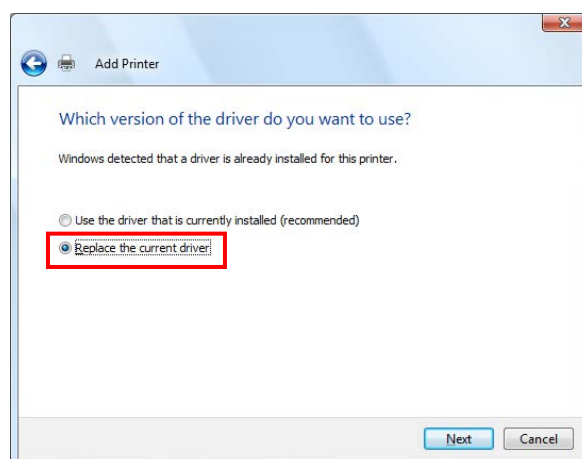 Add Printer
Which version of the driver do you want to use?
Windows detected that a driver is already installed for this printer.
Use the driver that is currently installed (recommended)
Replace the current driver
Next
Cancel